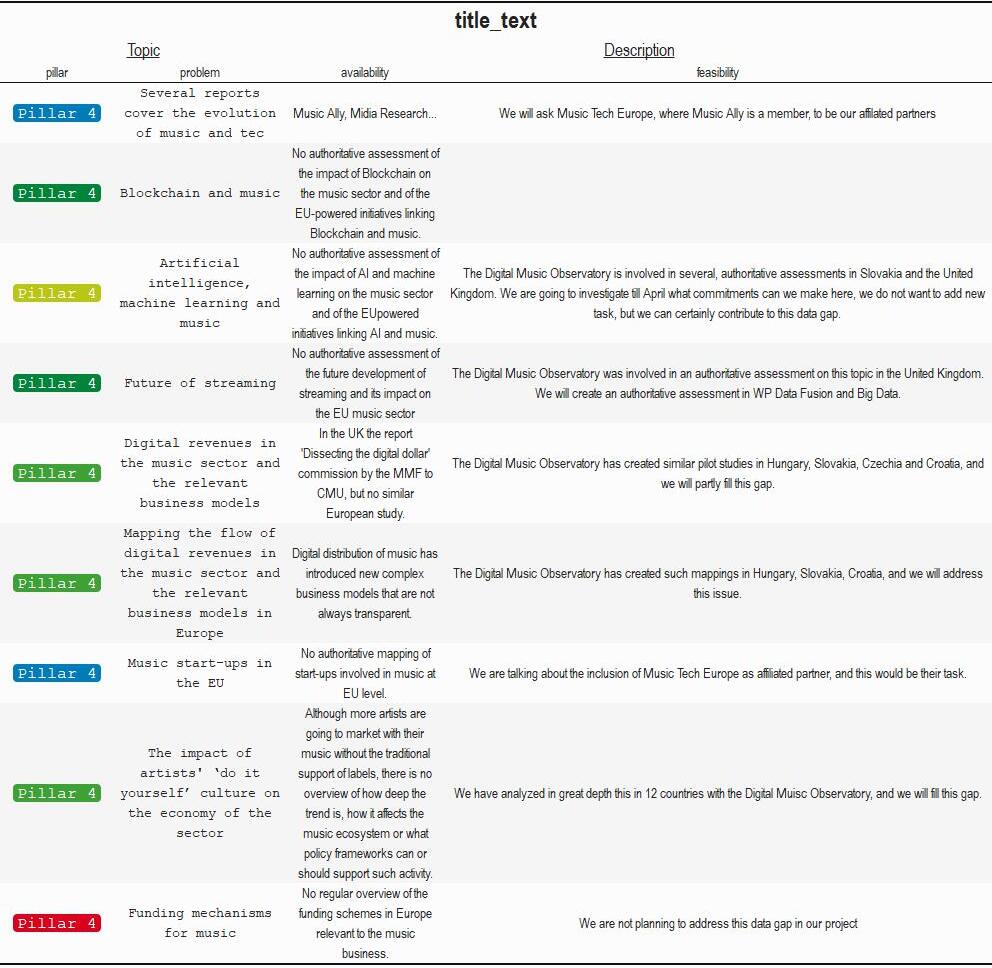 title_text
Topic Description
pillar problem availability feasibility
Several reports
Pillar 4 cover the evolution Music Ally, Midia Research... We will ask Music Tech Europe, where Music Ally is a member, to be our affilated partners
of music and tec
No authoritative assessment of
the impact of Blockchain on
Pillar 4 Blockchain and music the music sector and of the
EU-powered initiatives linking
Blockchain and music.
No authoritative assessment of
Artificial the impact of AI and machine The Digital Music Observatory is involved in several, authoritative assessments in Slovakia and the United
Pillar 4 intelligence, learning on the music sector Kingdom. We are going to investigate till April what commitments can we make here, we do not want to add new
machine learning and and of the EUpowered task, but we can certainly contribute to this data gap.
music initiatives linking AI and music.
No authoritative assessment of
the future development of The Digital Music Observatory was involved in an authoritative assessment on this topic in the United Kingdom.
Pillar 4 Future of streaming streaming and its impact on We will create an authoritative assessment in WP Data Fusion and Big Data.
the EU music sector
In the UK the report
Digital revenues in 'Dissecting the digital dollar'
Pillar 4 the music sector and commission by the MMF to The Digital Music Observatory has created similar pilot studies in Hungary, Slovakia, Czechia and Croatia, and
the relevant CMU, but no similar we will partly fill this gap.
business models European study.
Mapping the flow of
digital revenues in Digital distribution of music has
Pillar 4 the music sector and introduced new complex The Digital Music Observatory has created such mappings in Hungary, Slovakia, Croatia, and we will address
the relevant business models that are not this issue.
business models in always transparent.
Europe
No authoritative mapping of
Pillar 4 Music start-ups in start-ups involved in music at We are talking about the inclusion of Music Tech Europe as affiliated partner, and this would be their task.
the EU EU level.
Although more artists are
going to market with their
The impact of music without the traditional
artists' ‘do it support of labels, there is no
Pillar 4 yourself’ culture on overview of how deep the We have analyzed in great depth this in 12 countries with the Digital Muisc Observatory, and we will fill this gap.
the economy of the trend is, how it affects the
sector music ecosystem or what
policy frameworks can or
should support such activity.
No regular overview of the
Pillar 4 Funding mechanisms funding schemes in Europe We are not planning to address this data gap in our project
for music relevant to the music
business.